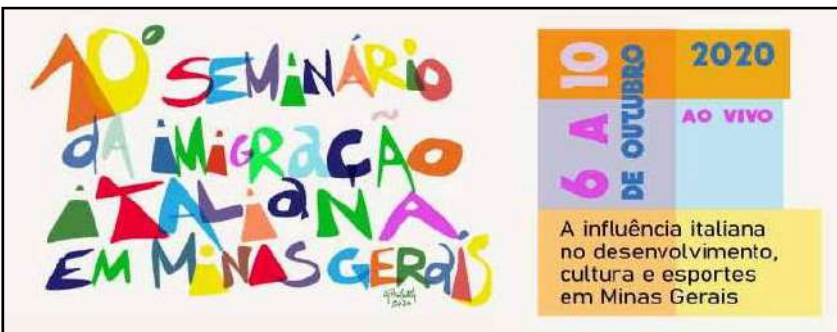 10º SEMINÁRIO
DA IMIGRAÇÃO
ITALIANA
EM MINAS GERAIS
2020
6 A 10
DE OUTUBRO
2020
AO VIVO
A influência italiana
no desenvolvimento,
cultura e esportes
em Minas Gerais